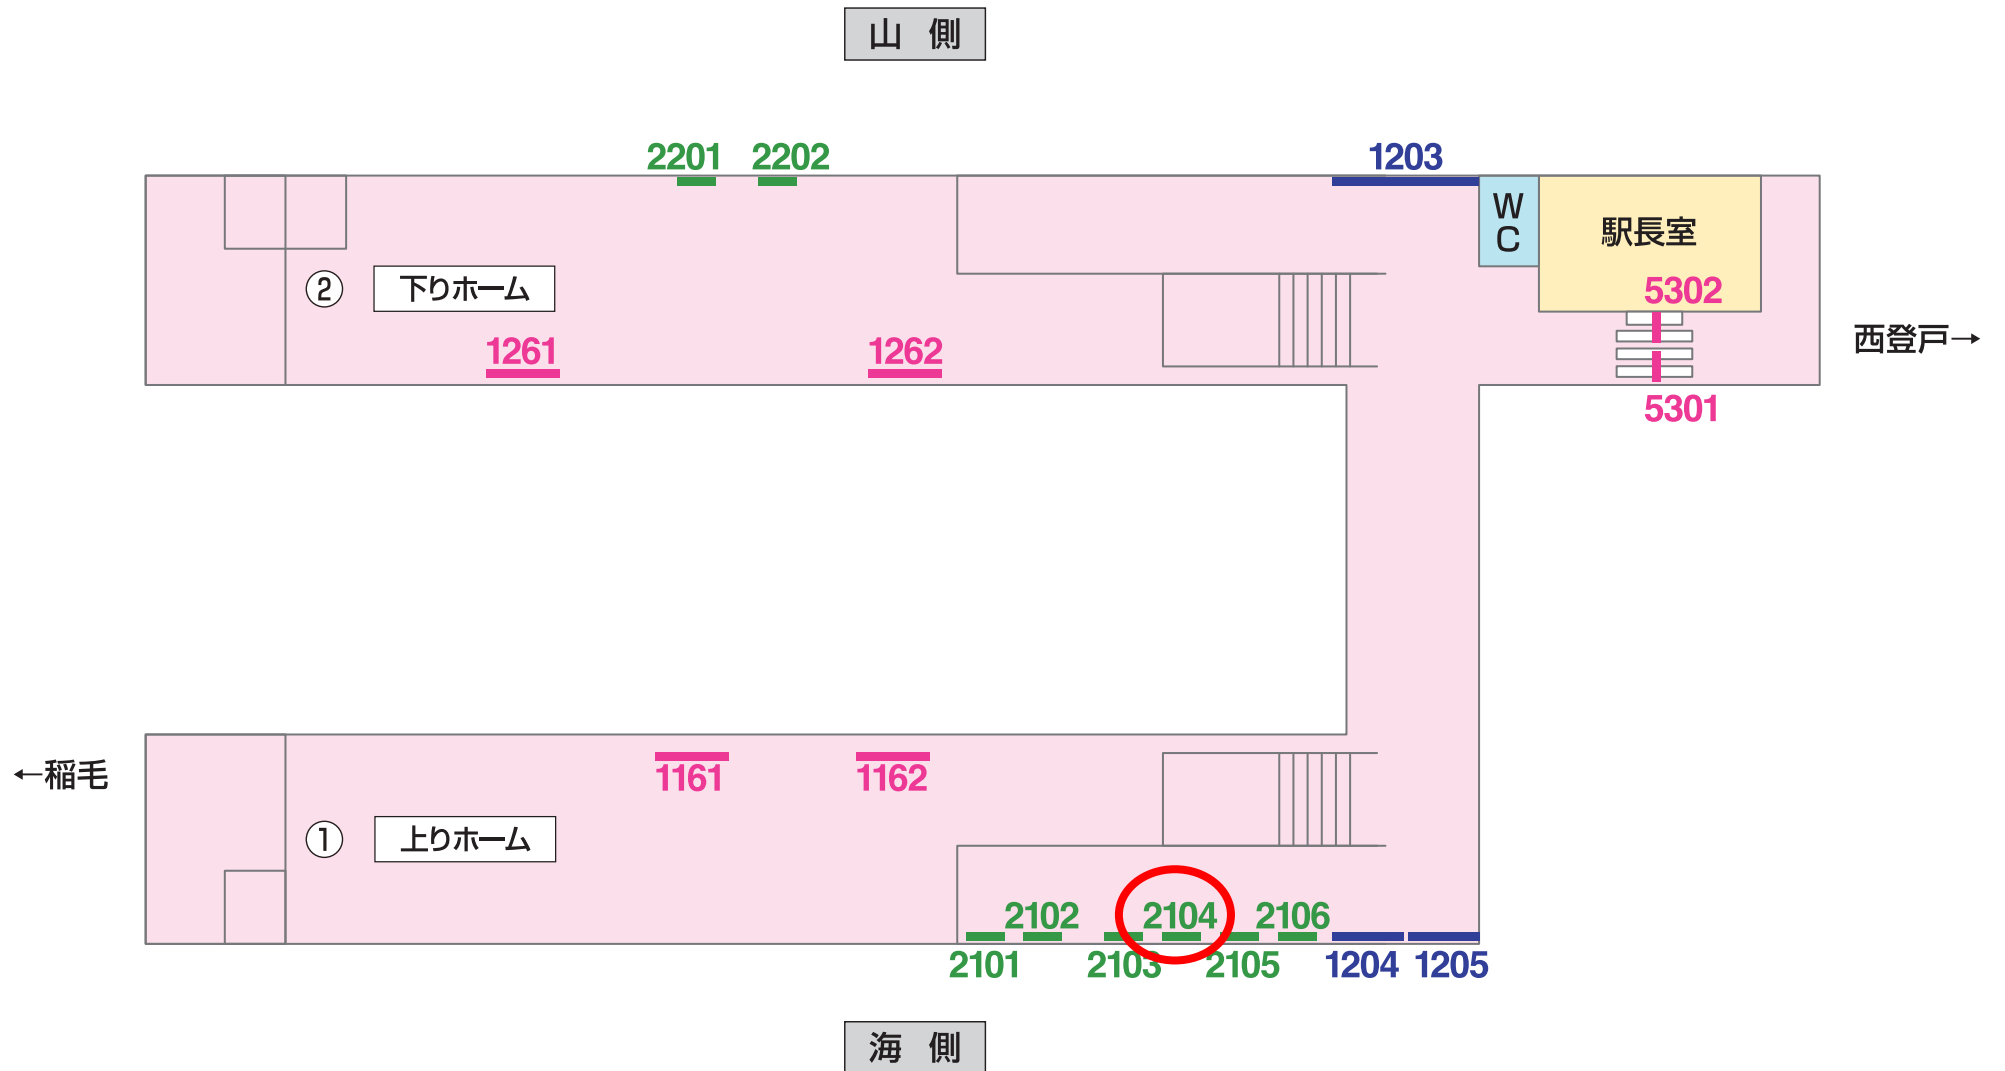 山 側
2201 2202 1203
WC
駅長室
② 下りホーム
5302
1261 1262
西登戸→
5301
←稲毛
1161 1162
① 上りホーム
2102 2104 2106
2101 2103 2105 1204 1205
海 側